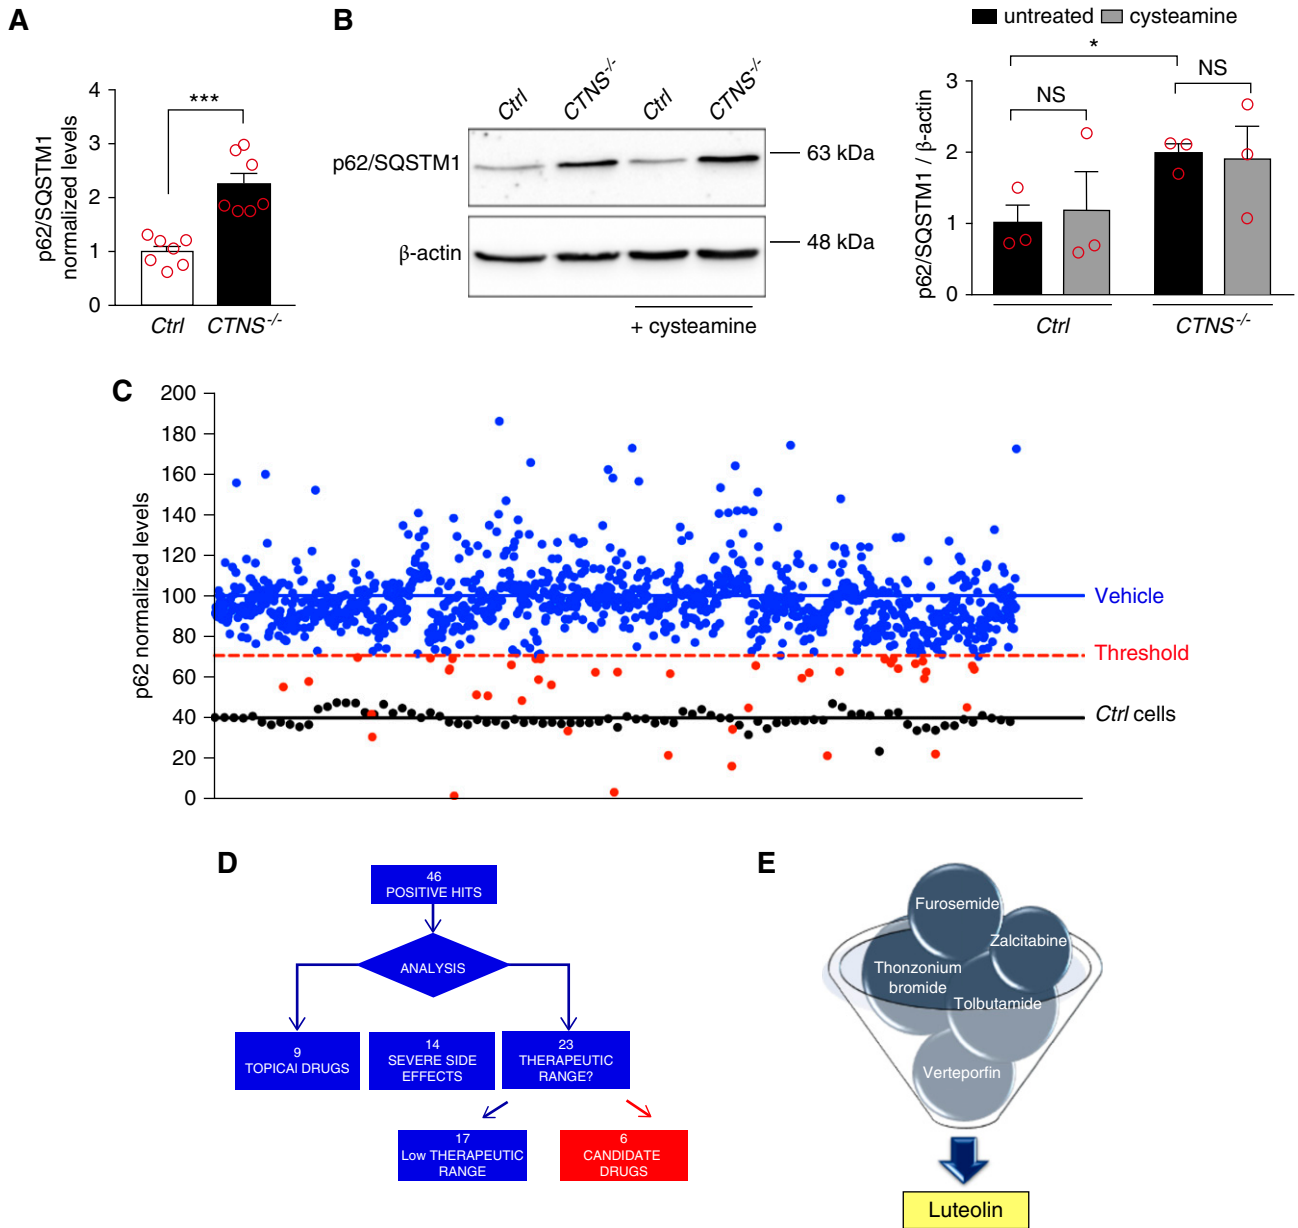 A
p62/SQSTM1
normalized levels
4
3
2
1
0
***
Ctrl
CTNS-/-
B
Ctrl
CTNS-/-
Ctrl
CTNS-/-
p62/SQSTM1
63 kDa
β-actin
48 kDa
+ cysteamine
untreated
cysteamine
p62/SQSTM1 / β-actin
3
2
1
0
*
NS
NS
Ctrl
CTNS-/-
C
p62 normalized levels
200
180
160
140
120
100
80
60
40
20
0
Vehicle
Threshold
Ctrl cells
D
46
POSITIVE HITS
ANALYSIS
9
TOPICAl DRUGS
14
SEVERE SIDE
EFFECTS
23
THERAPEUTIC
RANGE?
17
Low THERAPEUTIC
RANGE
6
CANDIDATE
DRUGS
E
Furosemide
Zalcitabine
Thonzonium
bromide
Tolbutamide
Verteporfin
Luteolin